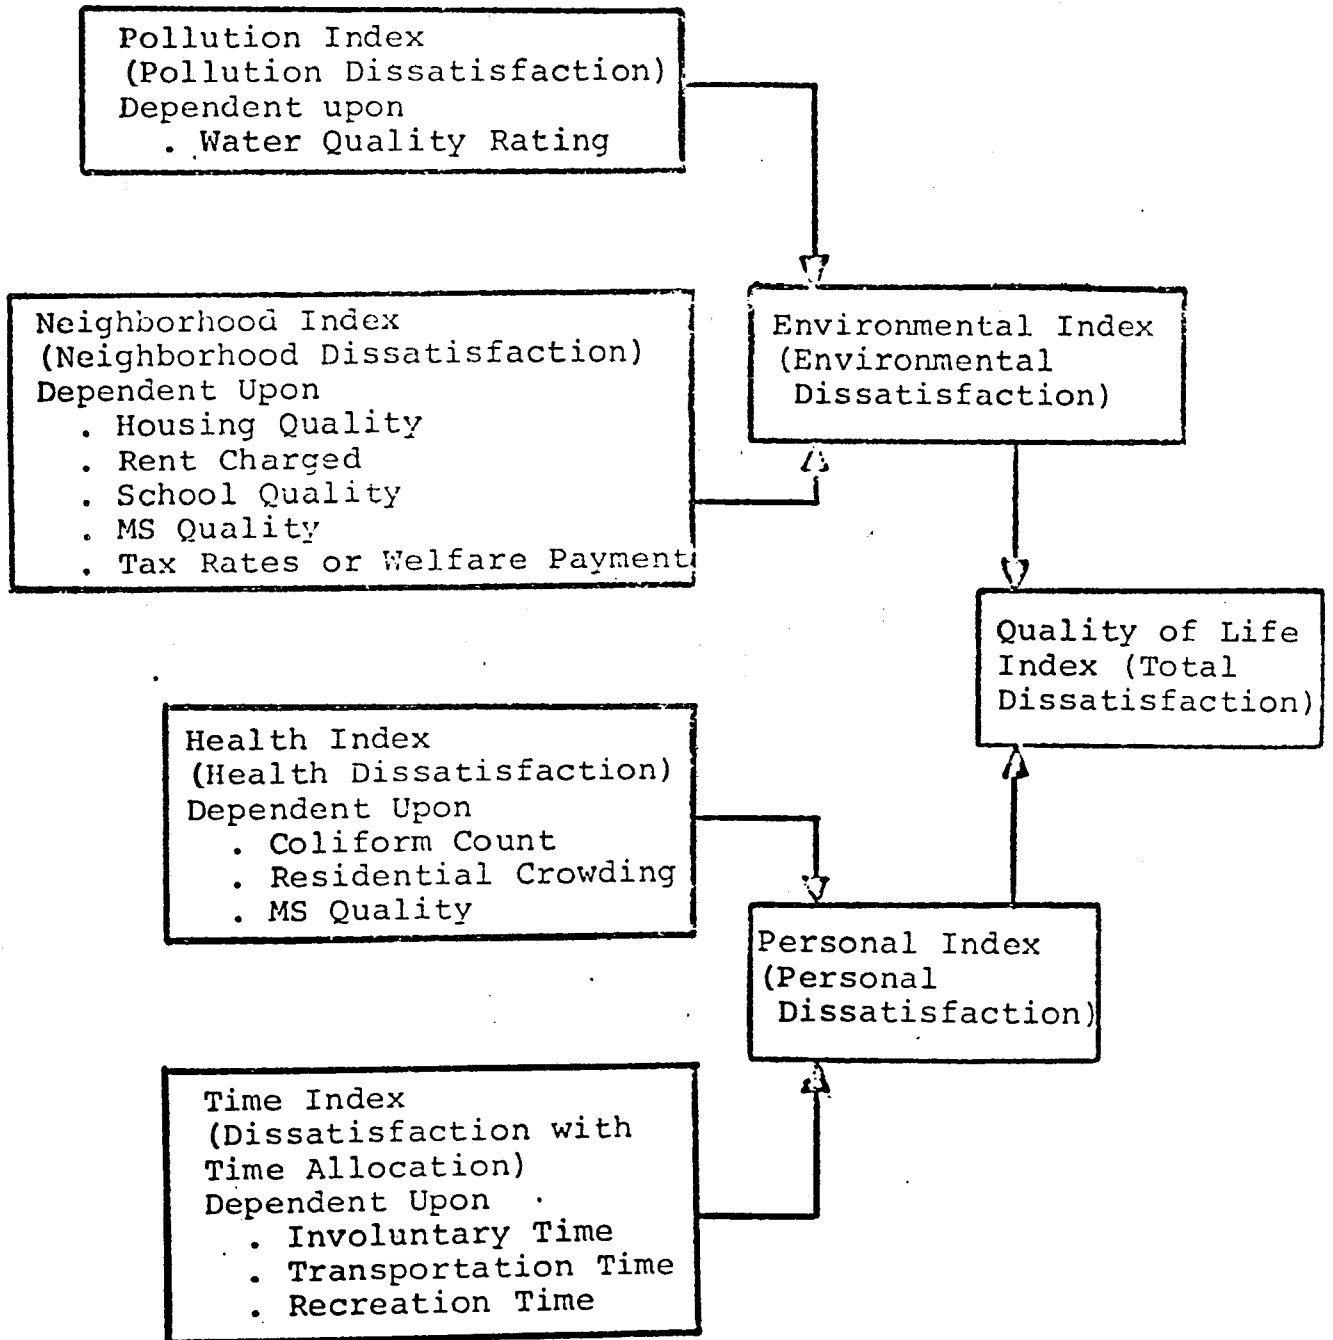 Pollution Index
(Pollution Dissatisfaction)
Dependent upon
. Water Quality Rating
Neighborhood Index
(Neighborhood Dissatisfaction)
Dependent Upon
. Housing Quality
. Rent Charged
. School Quality
. MS Quality
. Tax Rates or Welfare Payment
Environmental Index
(Environmental
Dissatisfaction)
Quality of Life
Index (Total
Dissatisfaction)
Health Index
(Health Dissatisfaction)
Dependent Upon
. Coliform Count
. Residential Crowding
. MS Quality
Personal Index
(Personal
Dissatisfaction)
Time Index
(Dissatisfaction with
Time Allocation)
Dependent Upon
. Involuntary Time
. Transportation Time
. Recreation Time